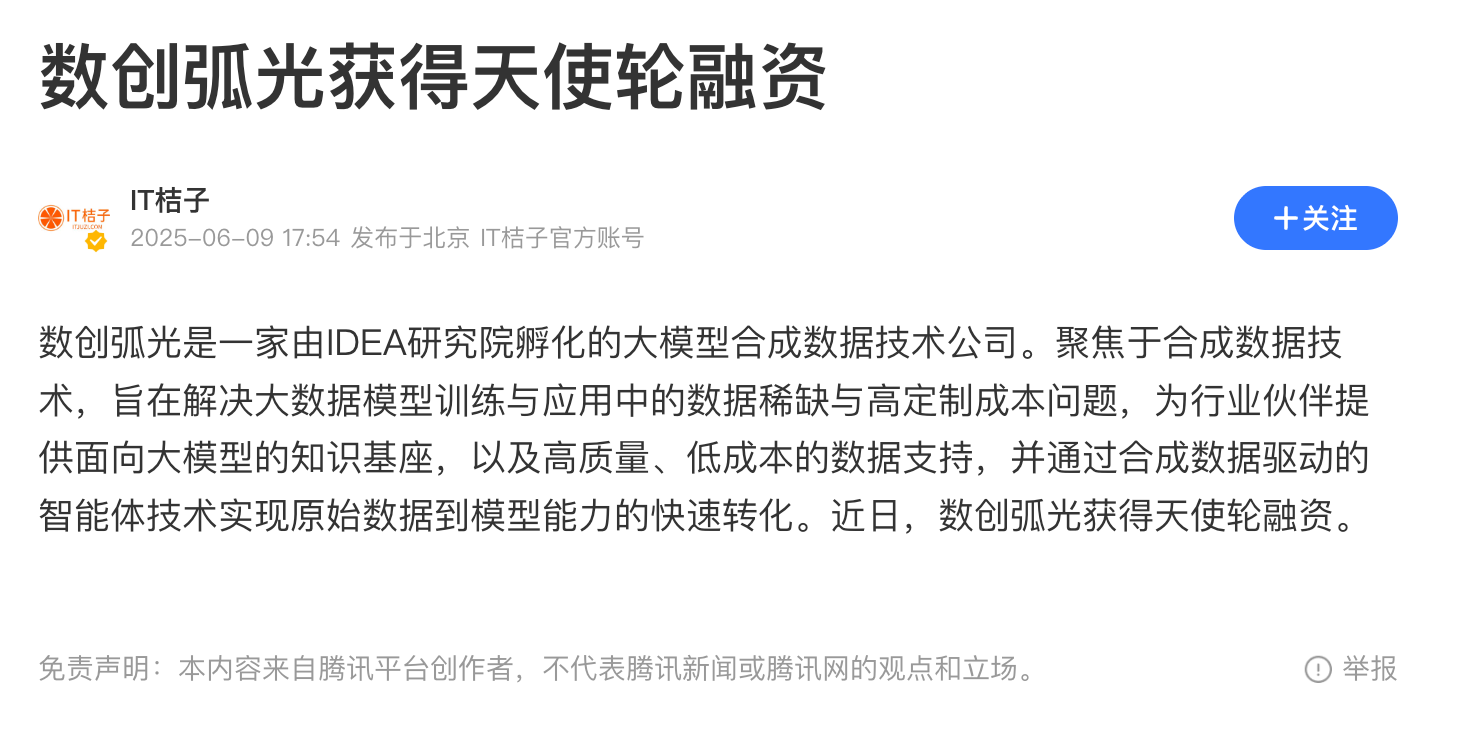 数创弧光获得天使轮融资
IT桔子
IT桔子
ITJUZI.COM
2025-06-09 17:54 发布于北京 IT桔子官方账号
+关注
数创弧光是一家由IDEA研究院孵化的大模型合成数据技术公司。聚焦于合成数据技
术，旨在解决大数据模型训练与应用中的数据稀缺与高定制成本问题，为行业伙伴提
供面向大模型的知识基座，以及高质量、低成本的数据支持，并通过合成数据驱动的
智能体技术实现原始数据到模型能力的快速转化。近日，数创弧光获得天使轮融资。
免责声明：本内容来自腾讯平台创作者，不代表腾讯新闻或腾讯网的观点和立场。
举报